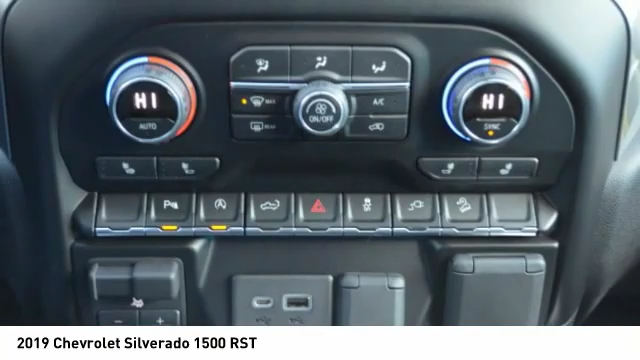 HI
HI
AUTO
MAX
A/C
ON/OFF
SYNC
REAR
P
A
2019 Chevrolet Silverado 1500 RST